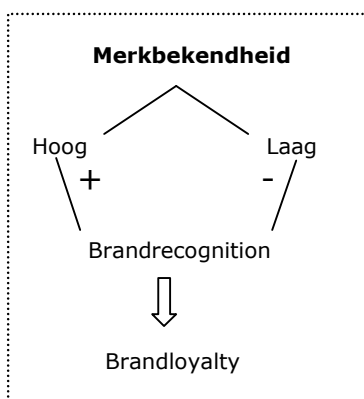 Merkbekendheid
Hoog Laag
+ -
Brandrecognition
Brandloyalty